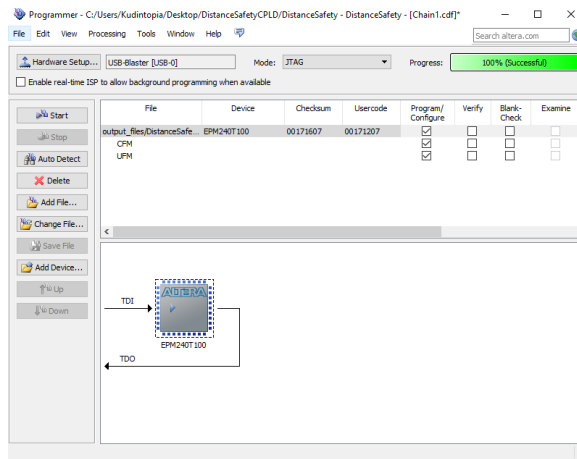 Programmer - C:/Users/Kudintopia/Desktop/DistanceSafetyCPLD/DistanceSafety - DistanceSafety - [Chain1.cdf]*
File Edit View Processing Tools Window Help
Search altera.com
Hardware Setup... USB-Blaster [USB-0] Mode: JTAG Progress: 100% (Successful)
Enable real-time ISP to allow background programming when available
Start
Stop
Auto Detect
Delete
Add File...
Change File...
Save File
Add Device...
Up
Down
File Device Checksum Usercode Program/ Configure Verify Blank- Check Examine
output_files/DistanceSafe... EPM240T100 00171607 00171207
CFM
UFM
ALTERA
TDI
EPM240T100
TDO